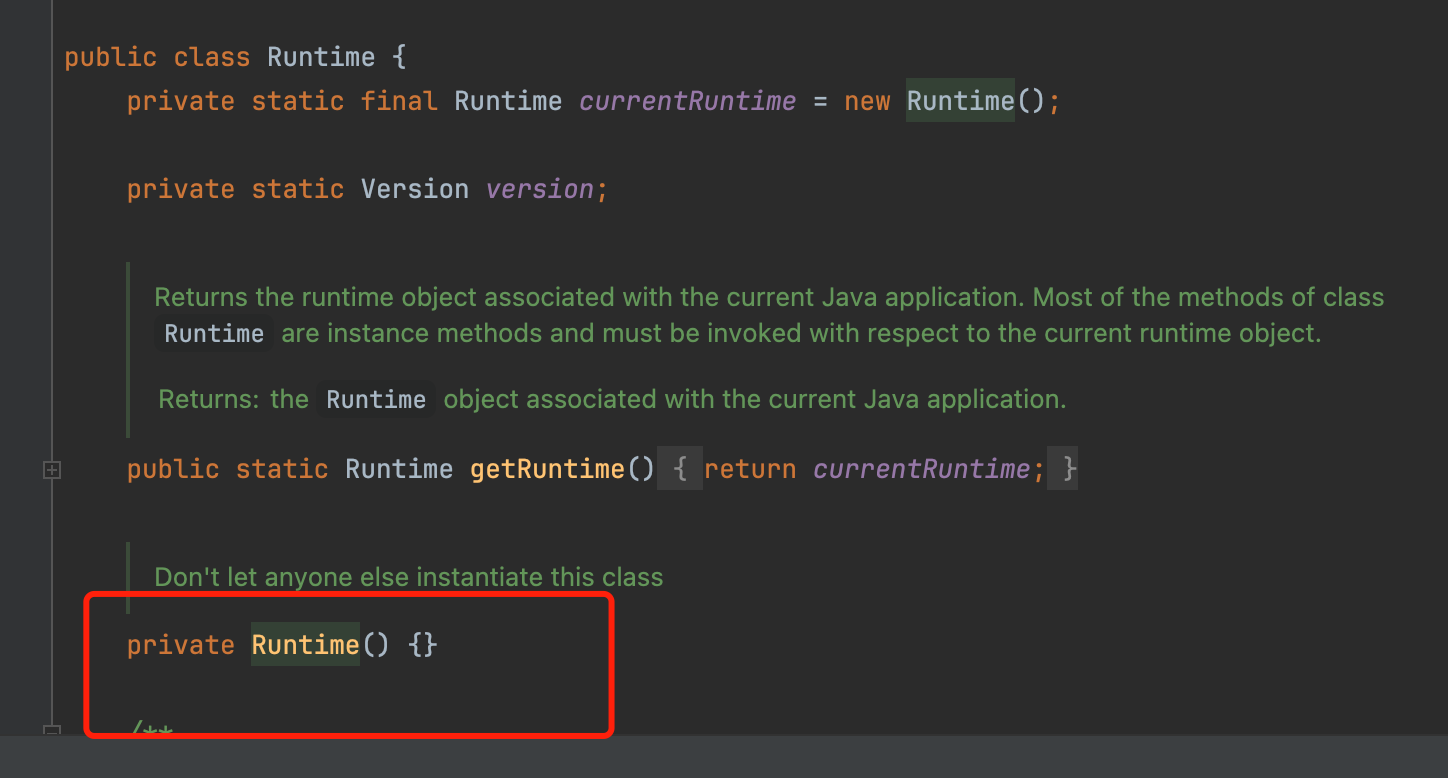 public class Runtime {
private static final Runtime currentRuntime = new Runtime();
private static Version version;
Returns the runtime object associated with the current Java application. Most of the methods of class
Runtime are instance methods and must be invoked with respect to the current runtime object.
Returns: the Runtime object associated with the current Java application.
public static Runtime getRuntime() { return currentRuntime; }
Don't let anyone else instantiate this class
private Runtime() {}
/**